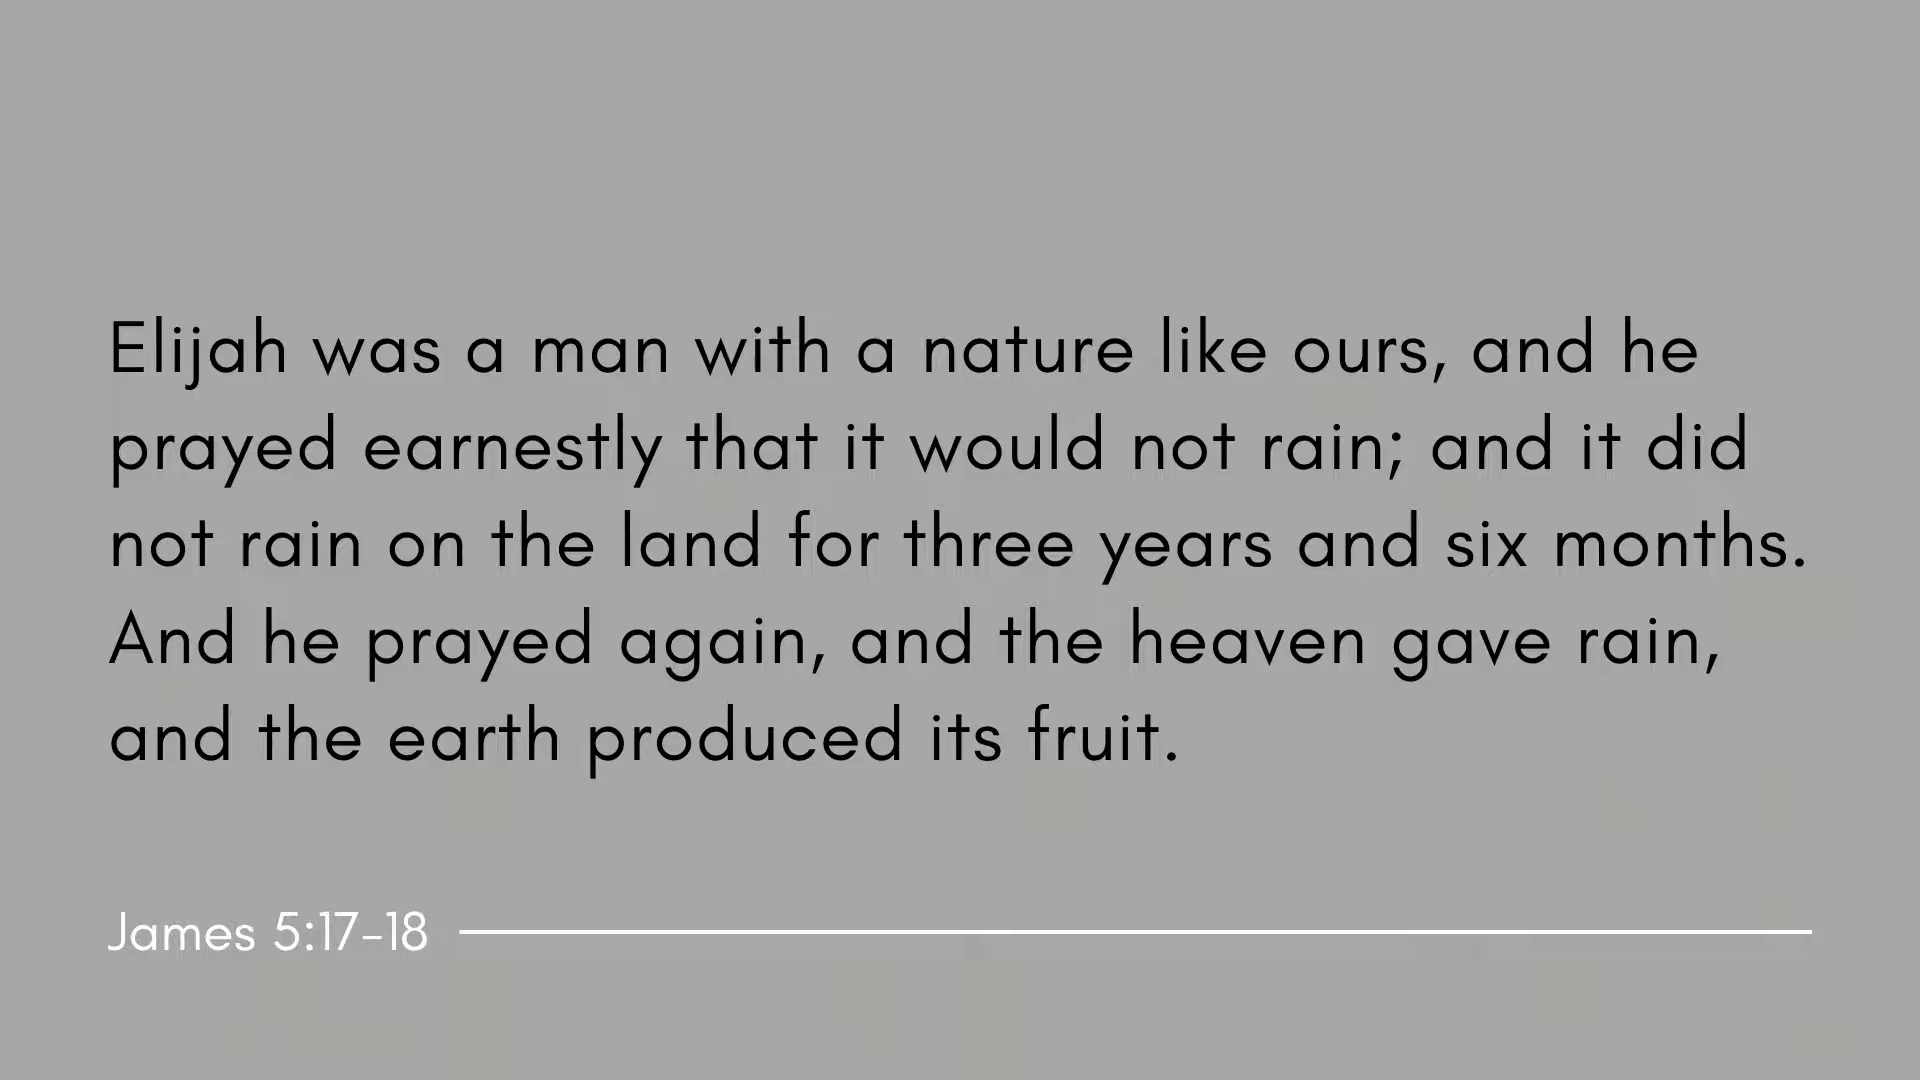 Elijah was a man with a nature like ours, and he
prayed earnestly that it would not rain; and it did
not rain on the land for three years and six months.
And he prayed again, and the heaven gave rain,
and the earth produced its fruit.
James 5:17-18